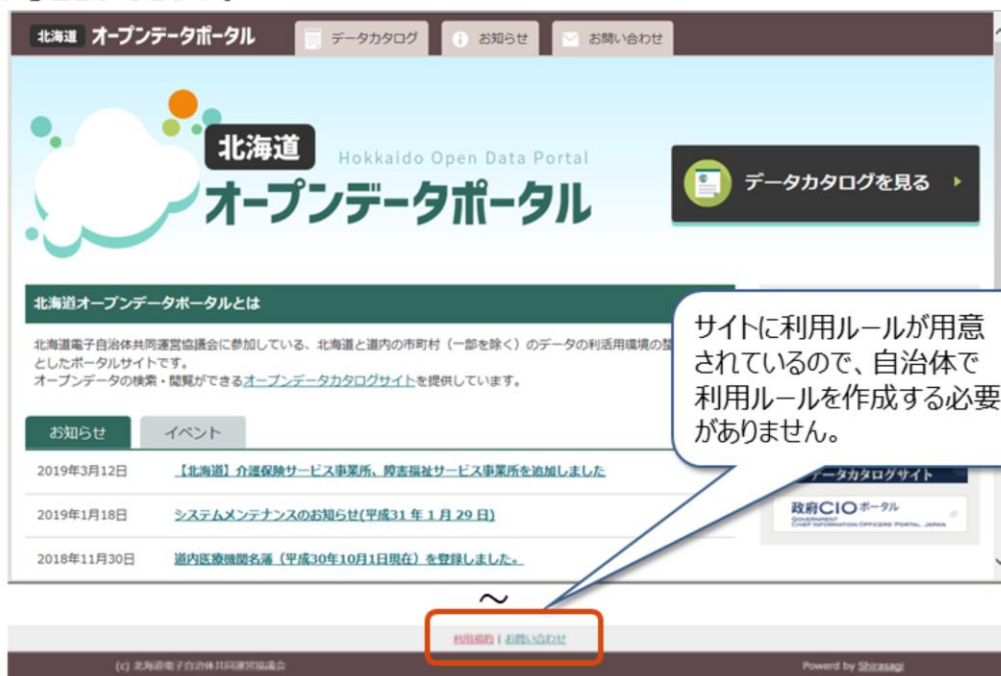 北海道 オープンデータポータル
データカタログ
お知らせ
お問い合わせ
北海道
Hokkaido Open Data Portal
オープンデータポータル
データカタログを見る
北海道オープンデータポータルとは
北海道電子自治体共同運営協議会に参加している、北海道と道内の市町村（一部を除く）のデータの利活用環境の
としたポータルサイトです。
オープンデータの検索・閲覧ができるオープンデータカタログサイトを提供しています。
サイトに利用ルールが用意
されているので、自治体で
利用ルールを作成する必要
がありません。
お知らせ
イベント
2019年3月12日 【北海道】介護保険サービス事業所、障害福祉サービス事業所を追加しました
2019年1月18日 システムメンテナンスのお知らせ(平成31 年 1 月 29 日)
2018年11月30日 道内医療機関名簿（平成30年10月1日現在）を登録しました。
データカタログサイト
政府CIOポータル
GOVERNMENT
CHIEF INFORMATION OFFICERS' PORTAL, JAPAN
～
利用規約 | お問い合わせ
(c) 北海道電子自治体共同運営協議会
Powerd by Shirasagi